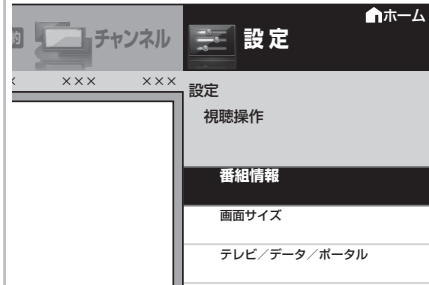 ホーム
チャンネル
設定
××× ×××
設定
視聴操作
番組情報
画面サイズ
テレビ／データ／ポータル